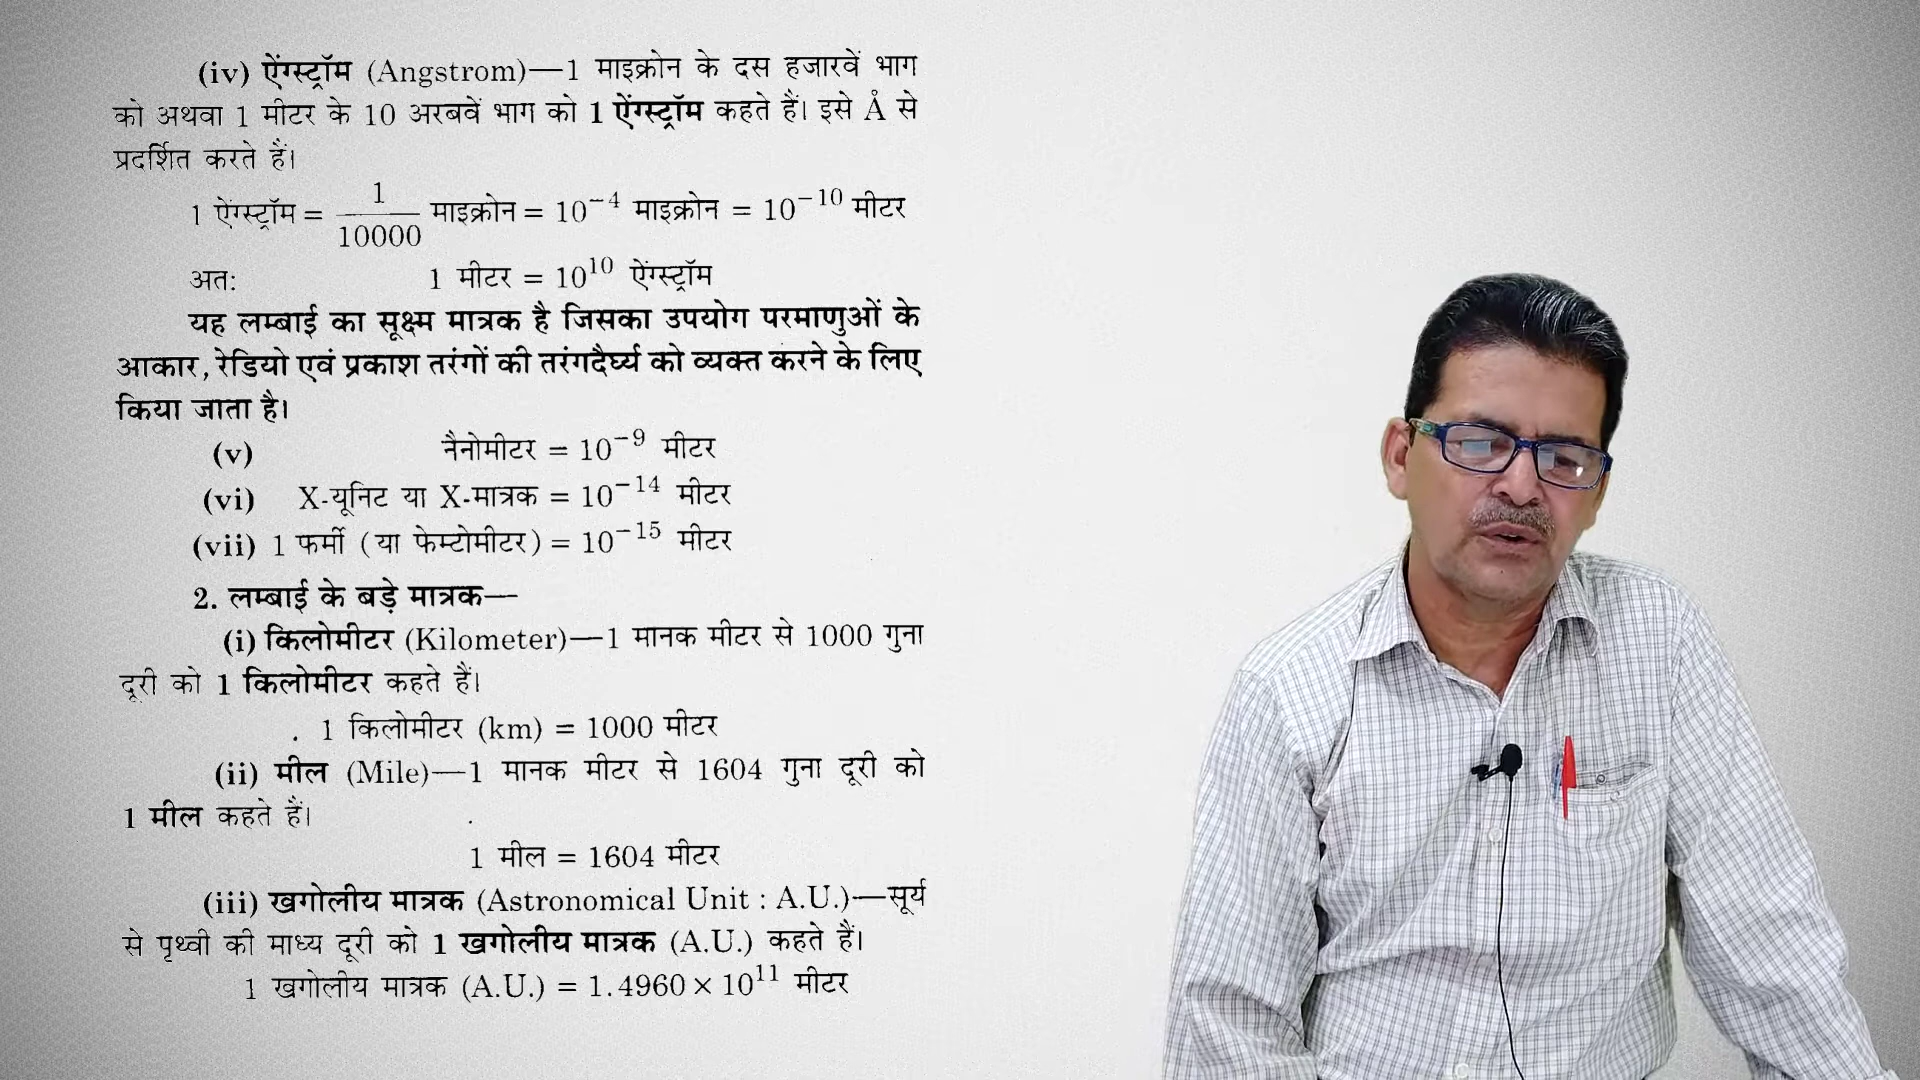 (iv) ऐंग्स्ट्रॉम (Angstrom)—1 माइक्रोन के दस हजारवें भाग
को अथवा 1 मीटर के 10 अरबवें भाग को 1 ऐंग्स्ट्रॉम कहते हैं। इसे Å से
प्रदर्शित करते हैं।
1 ऐंग्स्ट्रॉम = 1/10000 माइक्रोन = 10⁻⁴ माइक्रोन = 10⁻¹⁰ मीटर
अतः 1 मीटर = 10¹⁰ ऐंग्स्ट्रॉम
यह लम्बाई का सूक्ष्म मात्रक है जिसका उपयोग परमाणुओं के
आकार, रेडियो एवं प्रकाश तरंगों की तरंगदैर्घ्य को व्यक्त करने के लिए
किया जाता है।
(v) नैनोमीटर = 10⁻⁹ मीटर
(vi) X-यूनिट या X-मात्रक = 10⁻¹⁴ मीटर
(vii) 1 फर्मी (या फेम्टोमीटर) = 10⁻¹⁵ मीटर
2. लम्बाई के बड़े मात्रक—
(i) किलोमीटर (Kilometer)—1 मानक मीटर से 1000 गुना
दूरी को 1 किलोमीटर कहते हैं।
1 किलोमीटर (km) = 1000 मीटर
(ii) मील (Mile)—1 मानक मीटर से 1604 गुना दूरी को
1 मील कहते हैं।
1 मील = 1604 मीटर
(iii) खगोलीय मात्रक (Astronomical Unit : A.U.)—सूर्य
से पृथ्वी की माध्य दूरी को 1 खगोलीय मात्रक (A.U.) कहते हैं।
1 खगोलीय मात्रक (A.U.) = 1.4960 × 10¹¹ मीटर